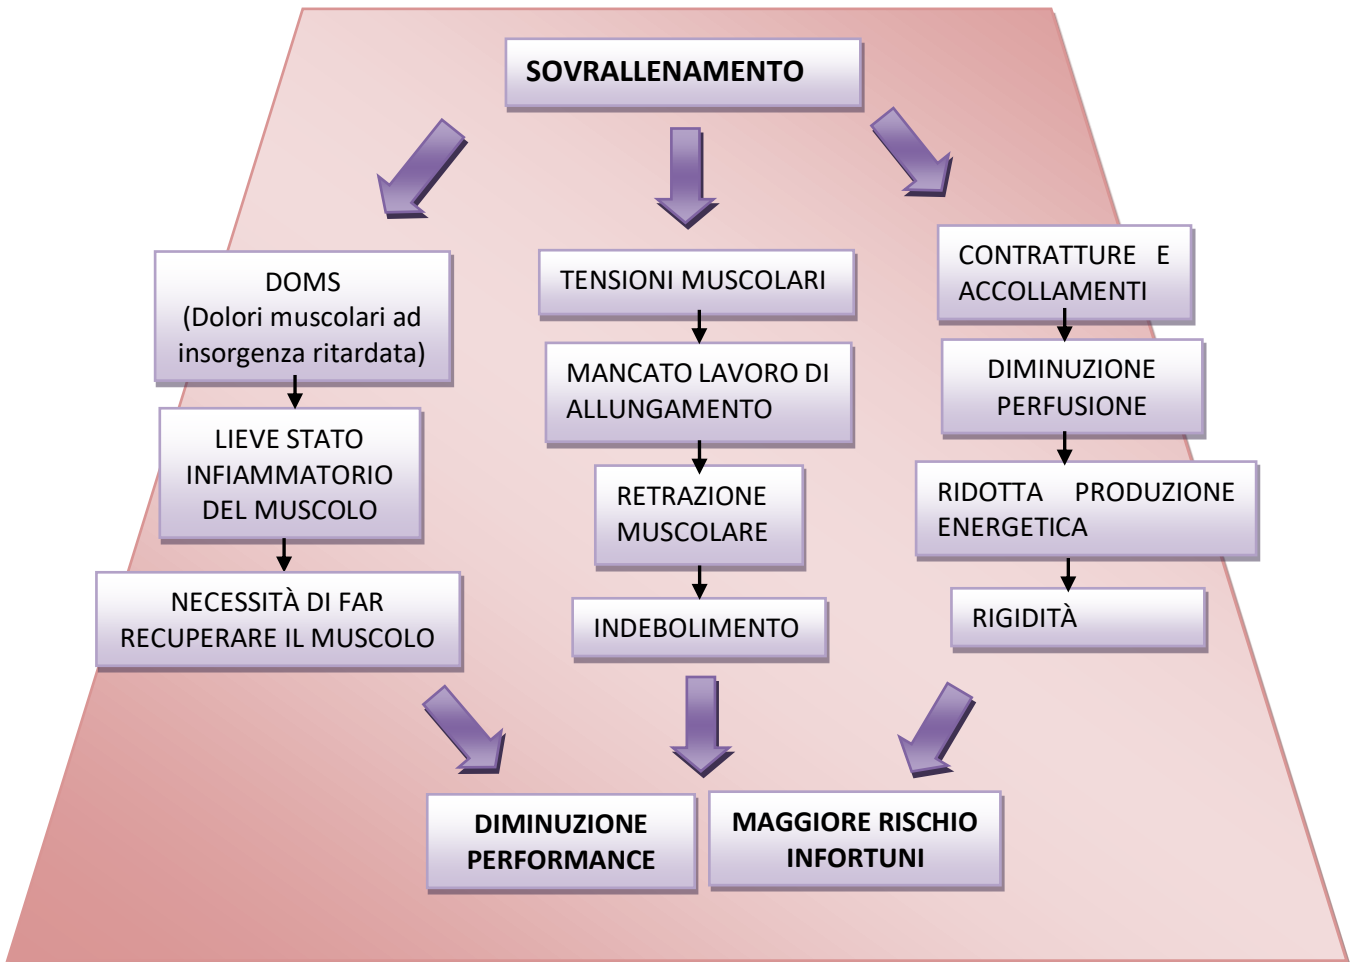 SOVRALLENAMENTO
DOMS
(Dolori muscolari ad
insorgenza ritardata)
LIEVE STATO
INFIAMMATORIO
DEL MUSCOLO
NECESSITÀ DI FAR
RECUPERARE IL MUSCOLO
TENSIONI MUSCOLARI
MANCATO LAVORO DI
ALLUNGAMENTO
RETRAZIONE
MUSCOLARE
INDEBOLIMENTO
CONTRATTURE E
ACCOLLAMENTI
DIMINUZIONE
PERFUSIONE
RIDOTTA PRODUZIONE
ENERGETICA
RIGIDITÀ
DIMINUZIONE
PERFORMANCE
MAGGIORE RISCHIO
INFORTUNI